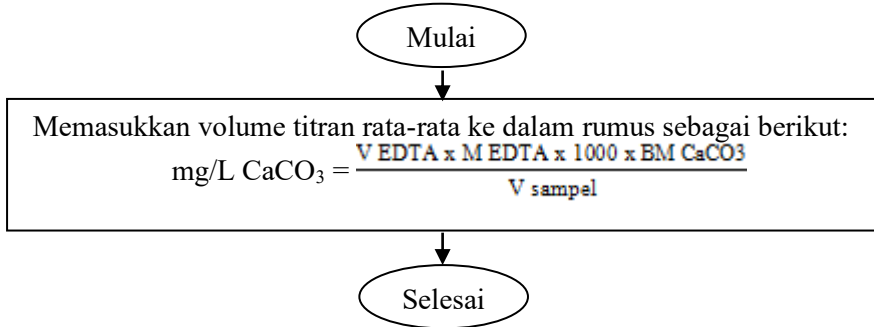 Mulai
Memasukkan volume titran rata-rata ke dalam rumus sebagai berikut:
mg/L CaCO₃ = V EDTA x M EDTA x 1000 x BM CaCO3
V sampel
Selesai